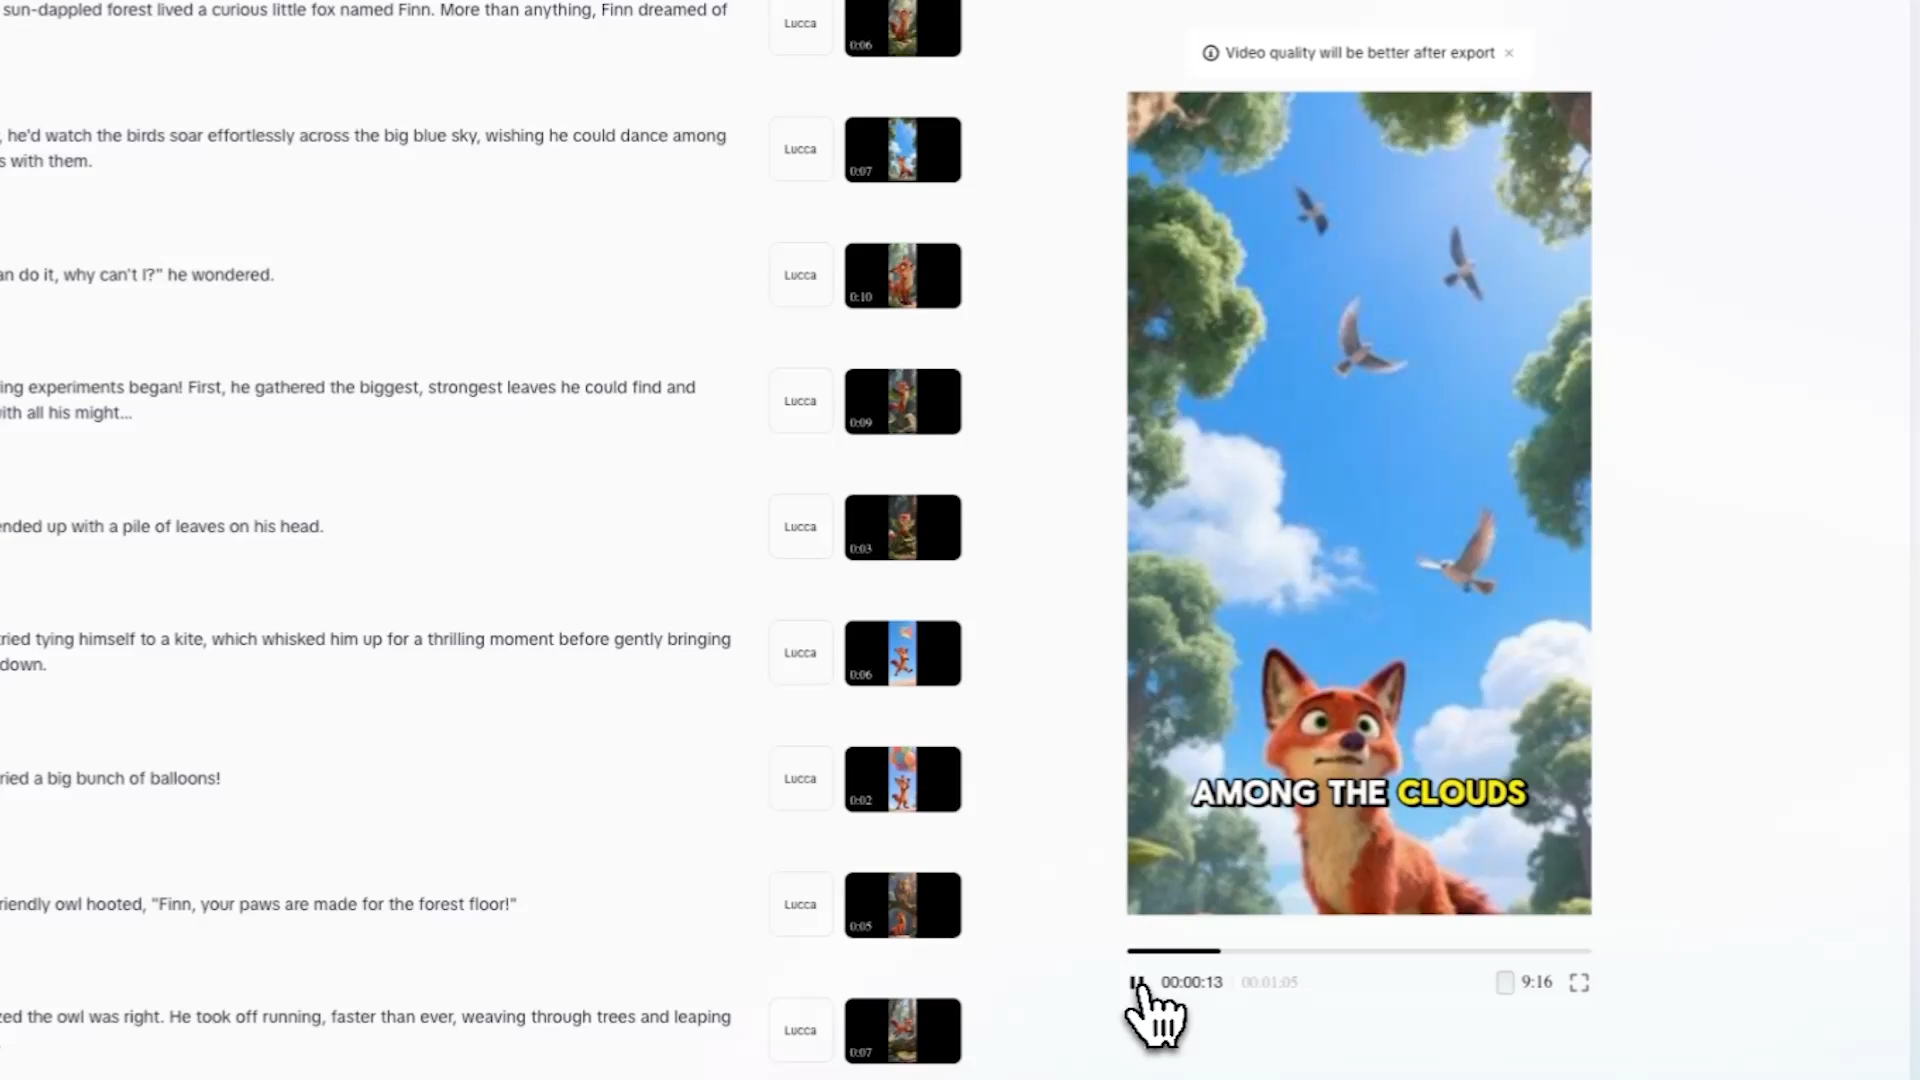 sun-dappled forest lived a curious little fox named Finn. More than anything, Finn dreamed of
Lucca
0:06
, he'd watch the birds soar effortlessly across the big blue sky, wishing he could dance among
s with them.
Lucca
0:07
an do it, why can't I?" he wondered.
Lucca
0:10
ing experiments began! First, he gathered the biggest, strongest leaves he could find and
ith all his might...
Lucca
0:09
ended up with a pile of leaves on his head.
Lucca
0:03
tried tying himself to a kite, which whisked him up for a thrilling moment before gently bringing
down.
Lucca
0:06
ried a big bunch of balloons!
Lucca
0:02
riendly owl hooted, "Finn, your paws are made for the forest floor!"
Lucca
0:05
zed the owl was right. He took off running, faster than ever, weaving through trees and leaping
Lucca
0:07
Video quality will be better after export ×
AMONG THE CLOUDS
00:00:13 00:01:05
9:16